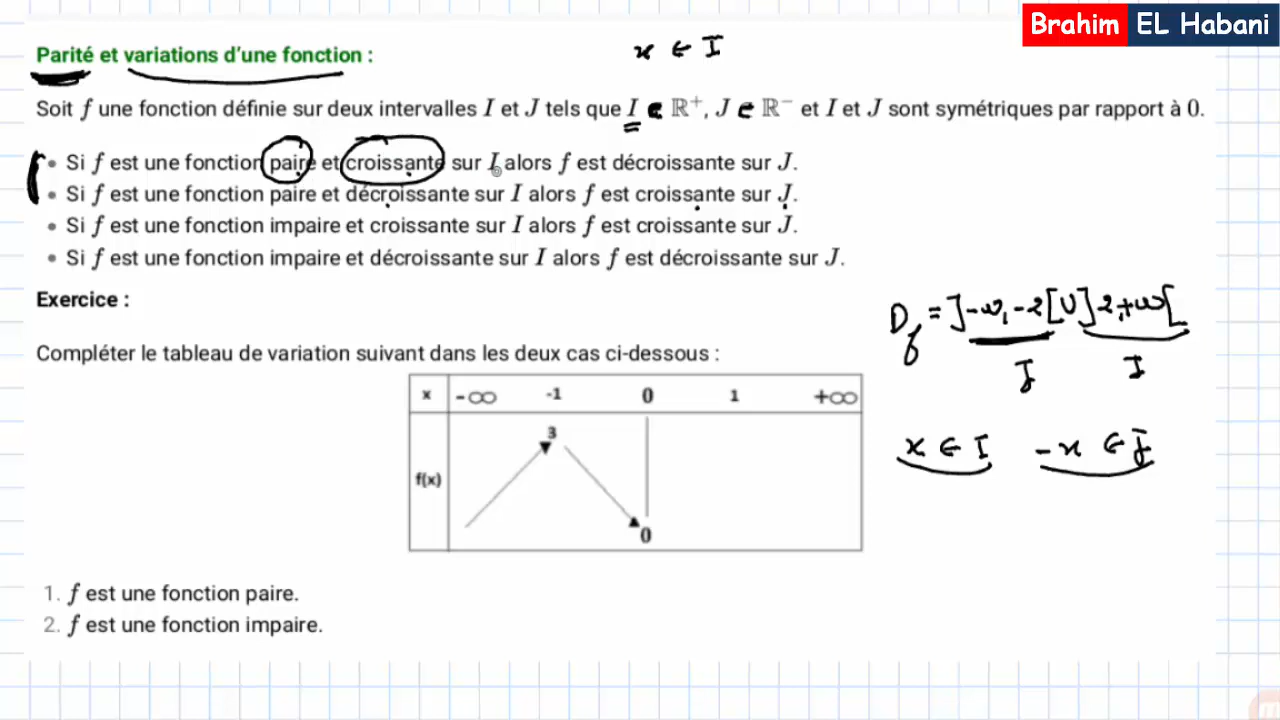 Brahim EL Habani
Parité et variations d'une fonction :
x ∈ I
Soit f une fonction définie sur deux intervalles I et J tels que I ⊂ ℝ⁺, J ⊂ ℝ⁻ et I et J sont symétriques par rapport à 0.
• Si f est une fonction paire et croissante sur I alors f est décroissante sur J.
• Si f est une fonction paire et décroissante sur I alors f est croissante sur J.
• Si f est une fonction impaire et croissante sur I alors f est croissante sur J.
• Si f est une fonction impaire et décroissante sur I alors f est décroissante sur J.
Exercice :
D_f = ]-∞, -2[ U ]2, +∞[
J I
Compléter le tableau de variation suivant dans les deux cas ci-dessous :
x -∞ -1 0 1 +∞
3
x ∈ I -x ∈ J
f(x)
0
1. f est une fonction paire.
2. f est une fonction impaire.